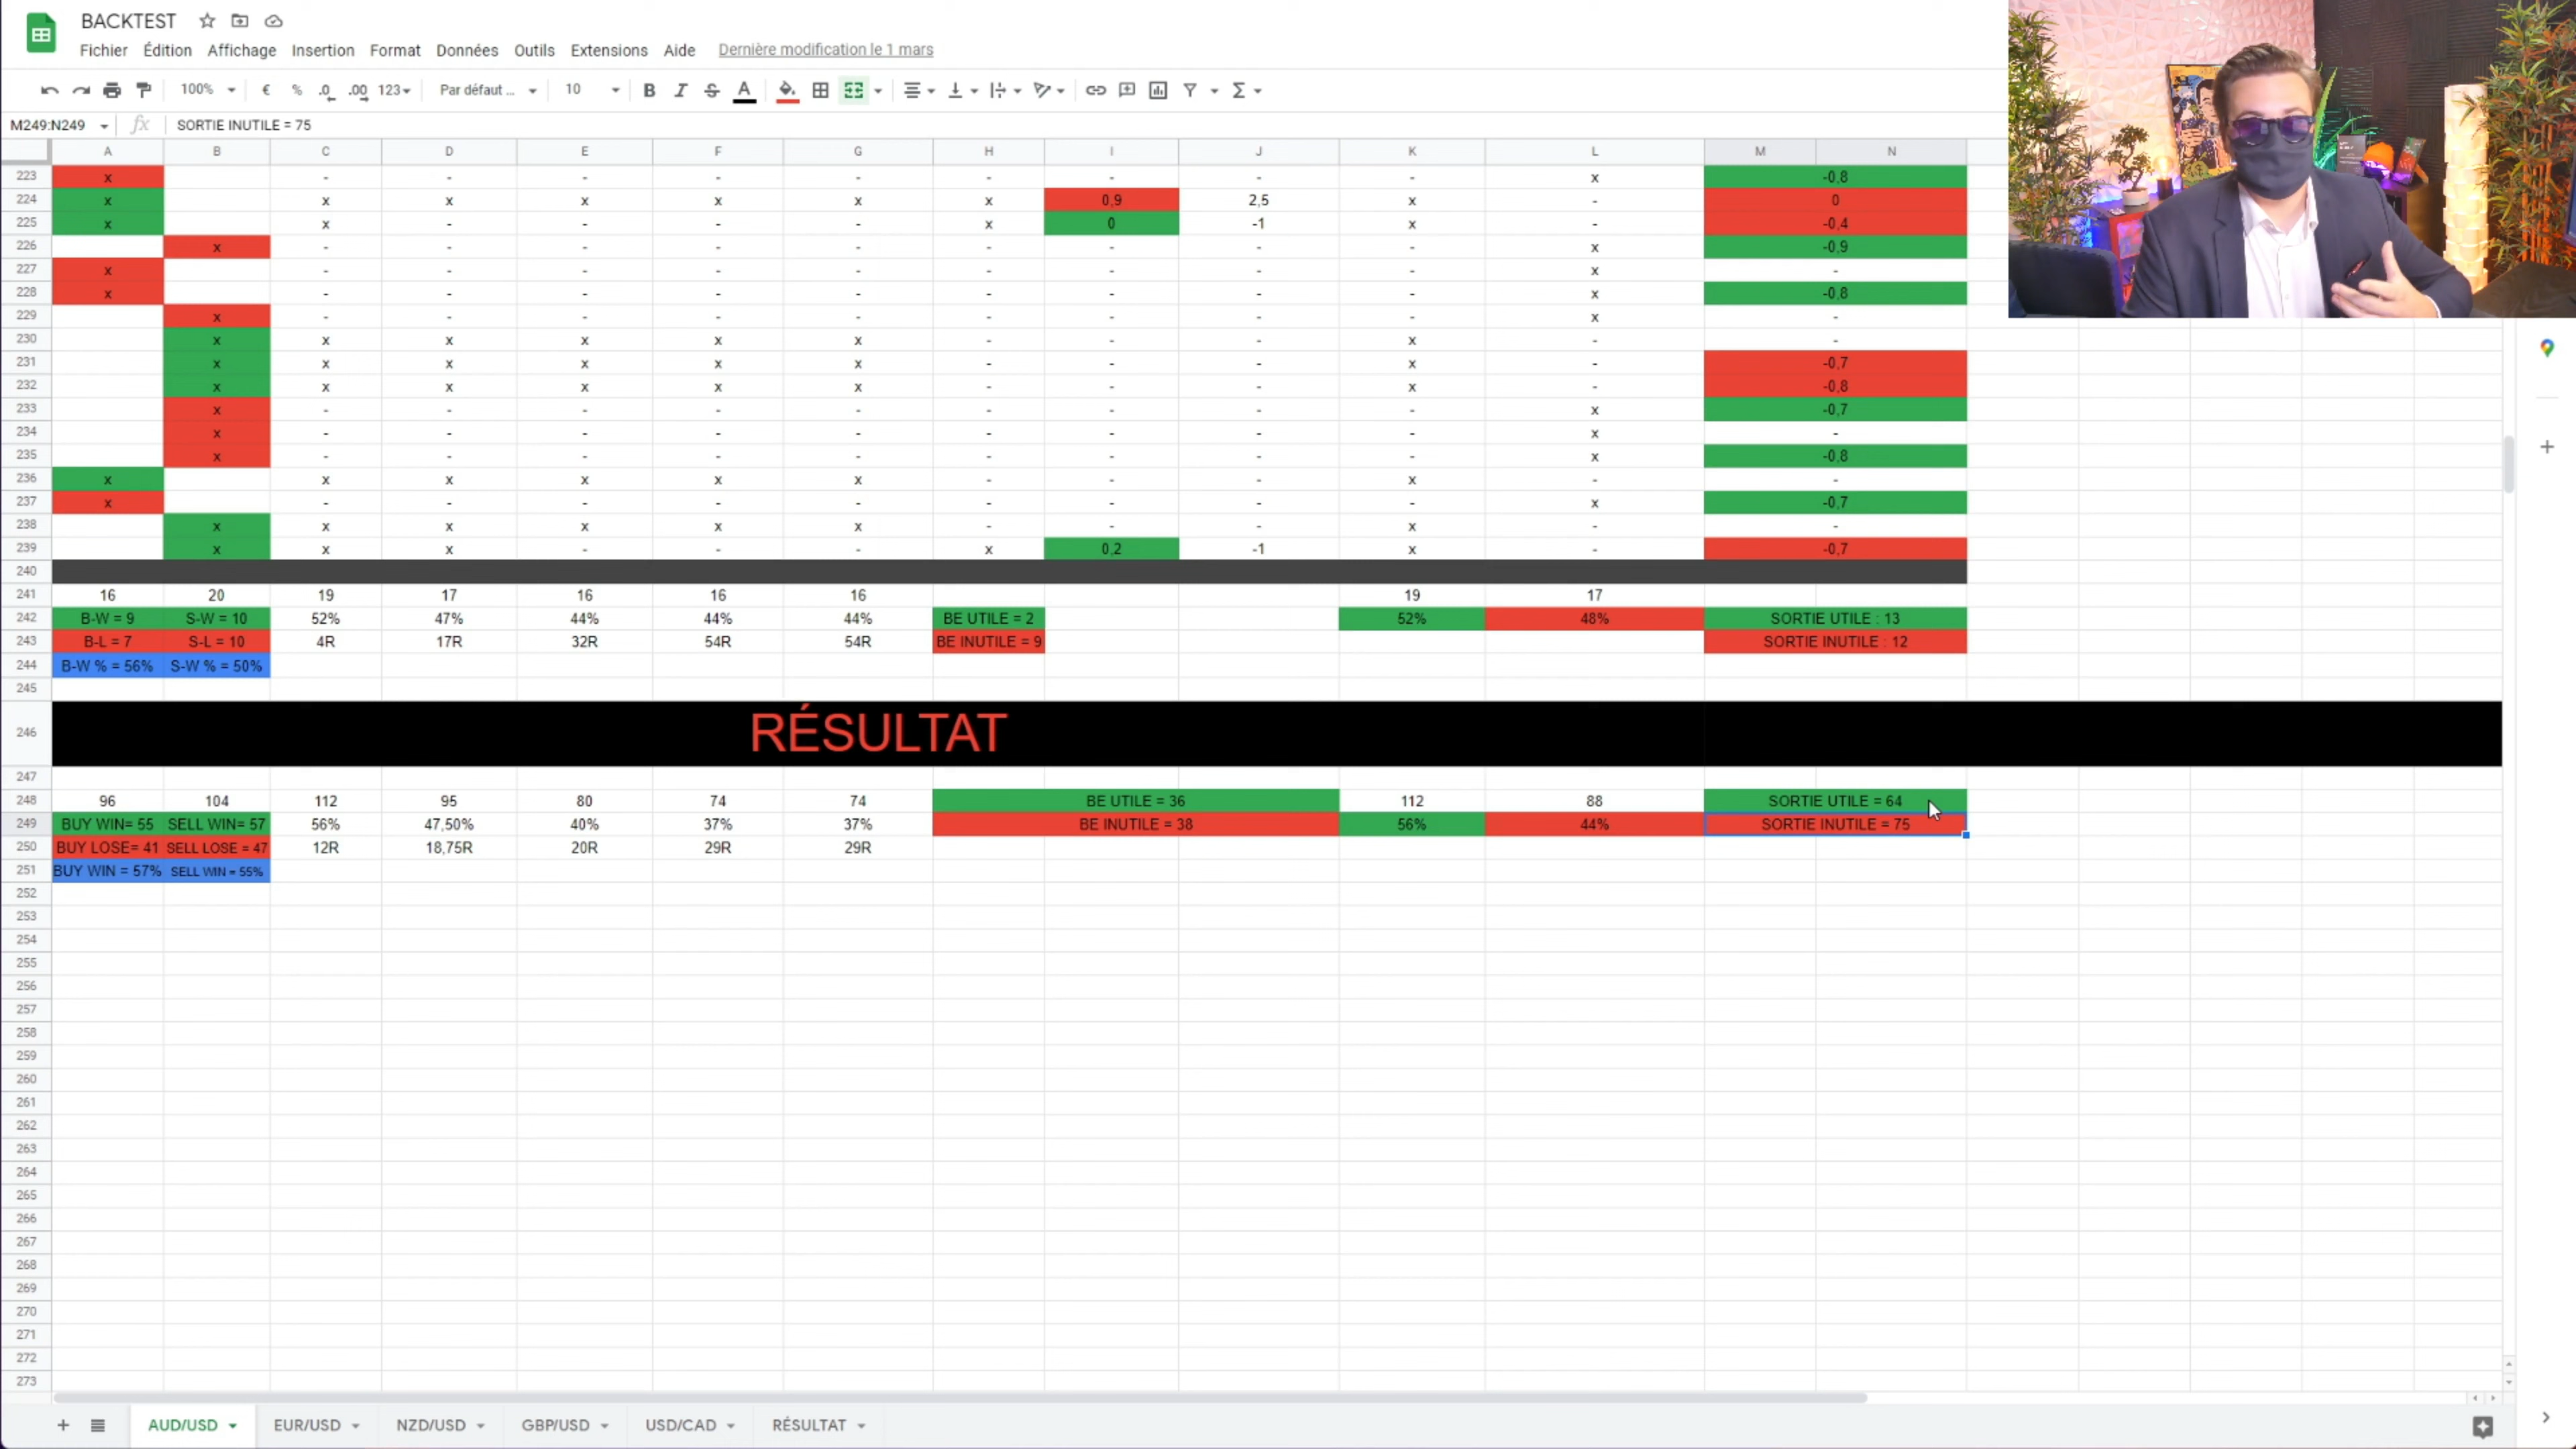 BACKTEST
Fichier Édition Affichage Insertion Format Données Outils Extensions Aide Dernière modification le 1 mars
100% € % .0 .00 123 Par défaut ... 10 B I S A Σ
M249:N249 fx SORTIE INUTILE = 75
A B C D E F G H I J K L M N
223 x - - - - - - - - - x -0,8
224 x x x x x x x 0,9 2,5 x - 0
225 x x - - - - x 0 -1 x - -0,4
226 x - - - - - - - - - x -0,9
227 x - - - - - - - - - x -
228 x - - - - - - - - - x -0,8
229 x - - - - - - - - - x -
230 x x x x x x - - - x - -
231 x x x x x x - - - x - -0,7
232 x x x x x x - - - x - -0,8
233 x - - - - - - - - - x -0,7
234 x - - - - - - - - - x -
235 x - - - - - - - - - x -0,8
236 x x x x x x - - - x - -
237 x - - - - - - - - - x -0,7
238 x x x x x x - - - x - -
239 x x x - - - x 0,2 -1 x - -0,7
240
241 16 20 19 17 16 16 16 19 17
242 B-W = 9 S-W = 10 52% 47% 44% 44% 44% BE UTILE = 2 52% 48% SORTIE UTILE : 13
243 B-L = 7 S-L = 10 4R 17R 32R 54R 54R BE INUTILE = 9 SORTIE INUTILE : 12
244 B-W % = 56% S-W % = 50%
245
246 RÉSULTAT
247
248 96 104 112 95 80 74 74 BE UTILE = 36 112 88 SORTIE UTILE = 64
249 BUY WIN= 55 SELL WIN= 57 56% 47,50% 40% 37% 37% BE INUTILE = 38 56% 44% SORTIE INUTILE = 75
250 BUY LOSE= 41 SELL LOSE = 47 12R 18,75R 20R 29R 29R
251 BUY WIN = 57% SELL WIN = 55%
252
253
254
255
256
257
258
259
260
261
262
263
264
265
266
267
268
269
270
271
272
273
+ AUD/USD EUR/USD NZD/USD GBP/USD USD/CAD RÉSULTAT